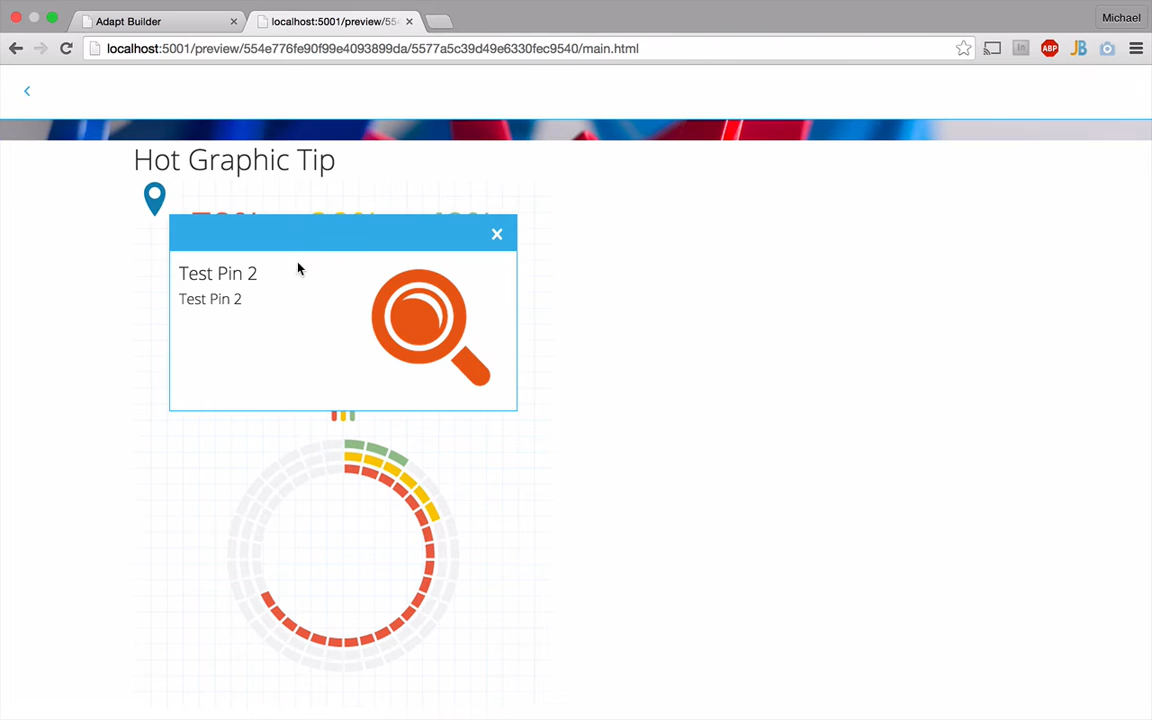 Adapt Builder
localhost:5001/preview/55
Michael
localhost:5001/preview/554e776fe90f99e4093899da/5577a5c39d49e6330fec9540/main.html
in
ABP
JB
Hot Graphic Tip
Test Pin 2
Test Pin 2